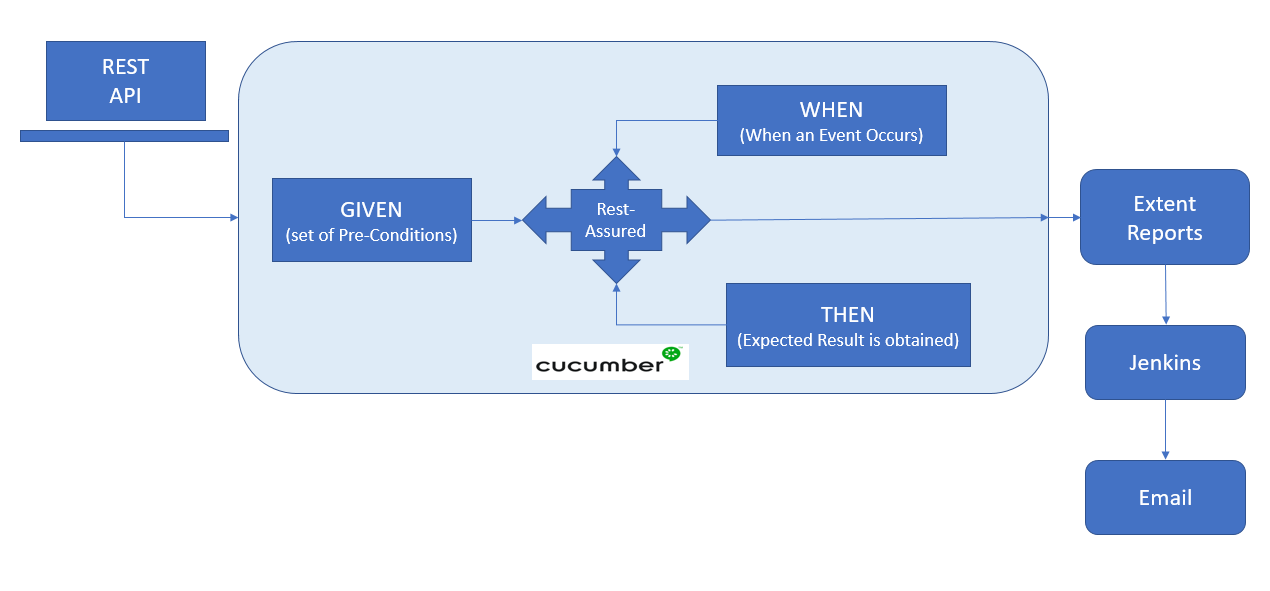 REST
API
WHEN
(When an Event Occurs)
GIVEN
(set of Pre-Conditions)
Rest-
Assured
Extent
Reports
THEN
(Expected Result is obtained)
cucumber
Jenkins
Email